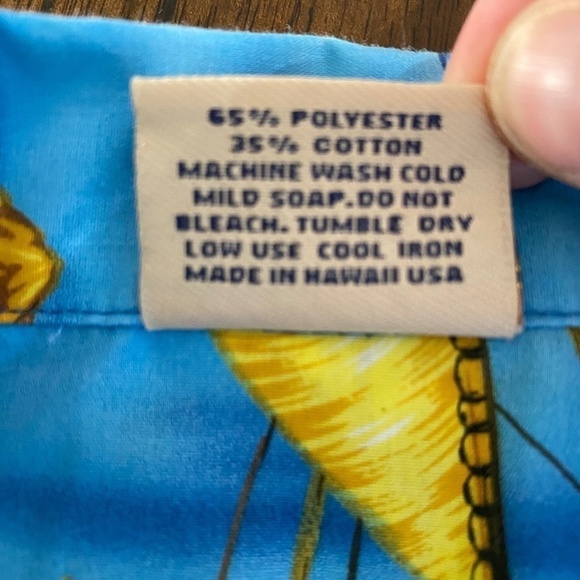 65% POLYESTER
35% COTTON
MACHINE WASH COLD
MILD SOAP.DO NOT
BLEACH. TUMBLE DRY
LOW USE COOL IRON
MADE IN HAWAII USA